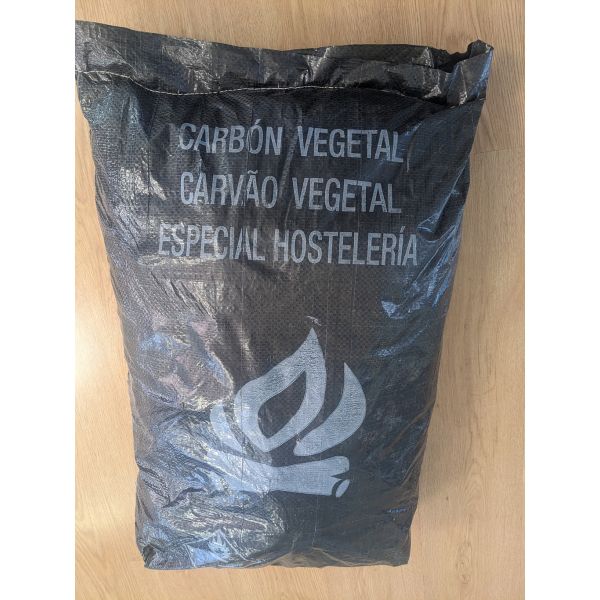 CARBÓN VEGETAL
CARVÃO VEGETAL
ESPECIAL HOSTELERÍA